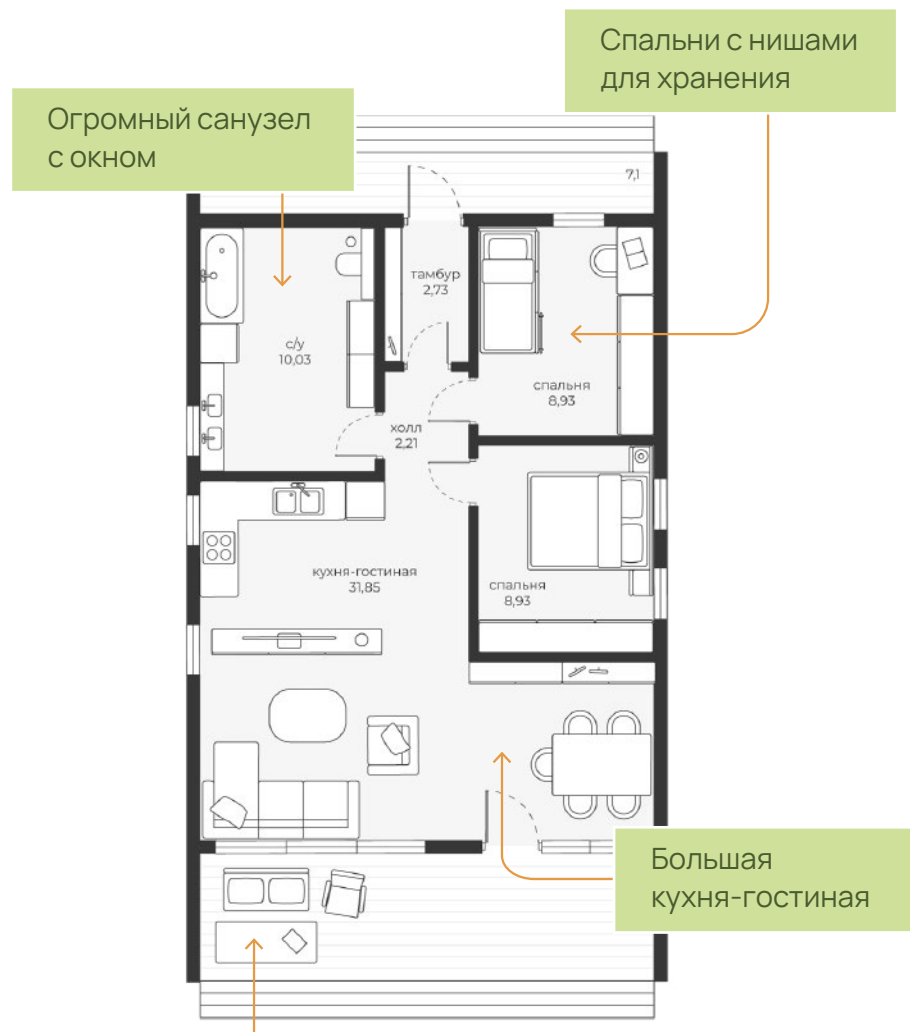 Спальни с нишами
для хранения
Огромный санузел
с окном
7,1
тамбур
2,73
с/у
10,03
спальня
8,93
холл
2,21
кухня-гостиная
31,85
спальня
8,93
Большая
кухня-гостиная